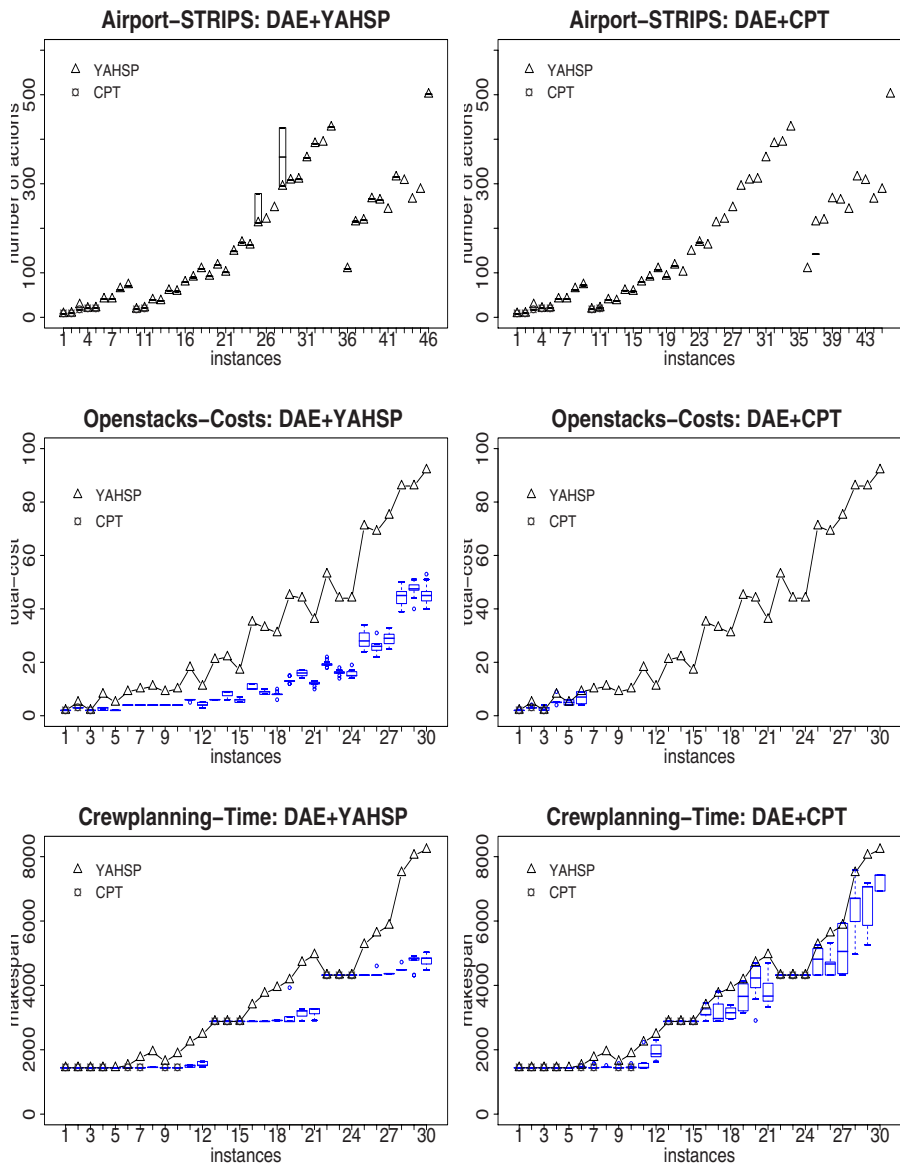 Airport–STRIPS: DAE+YAHSP
number of actions
0 100 300 500
YAHSP
CPT
1 4 7 11 16 21 26 31 36 41 46
instances
Airport–STRIPS: DAE+CPT
number of actions
0 100 300 500
YAHSP
CPT
1 4 7 11 15 19 23 27 31 35 39 43
instances
Openstacks–Costs: DAE+YAHSP
total–cost
0 20 40 60 80 100
YAHSP
CPT
1 3 5 7 9 12 15 18 21 24 27 30
instances
Openstacks–Costs: DAE+CPT
total–cost
0 20 40 60 80 100
YAHSP
CPT
1 3 5 7 9 12 15 18 21 24 27 30
instances
Crewplanning–Time: DAE+YAHSP
makespan
0 2000 4000 6000 8000
YAHSP
CPT
1 3 5 7 9 12 15 18 21 24 27 30
instances
Crewplanning–Time: DAE+CPT
makespan
0 2000 4000 6000 8000
YAHSP
CPT
1 3 5 7 9 12 15 18 21 24 27 30
instances